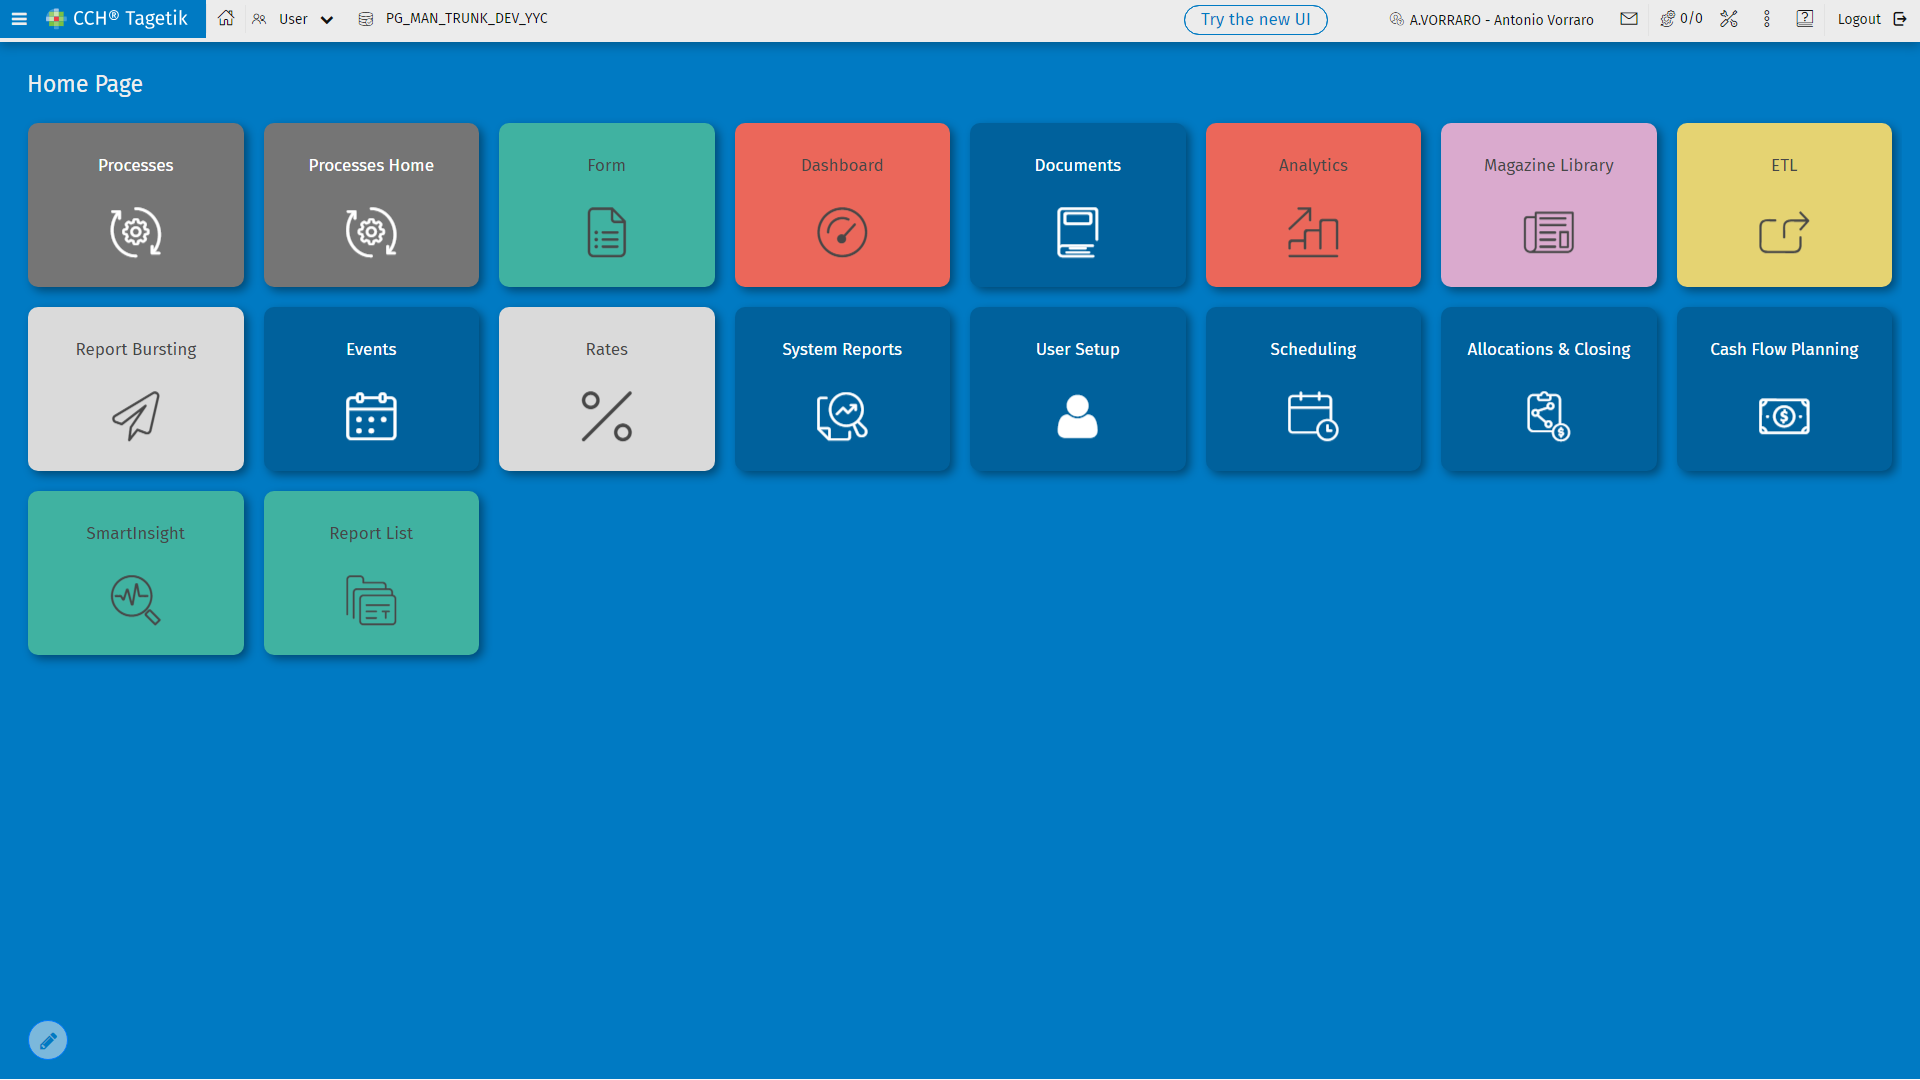 CCH® Tagetik User PG_MAN_TRUNK_DEV_YYC Try the new UI A.VORRARO - Antonio Vorraro 0/0 Logout
Home Page
Processes Processes Home Form Dashboard Documents Analytics Magazine Library ETL
Report Bursting Events Rates System Reports User Setup Scheduling Allocations & Closing Cash Flow Planning
SmartInsight Report List